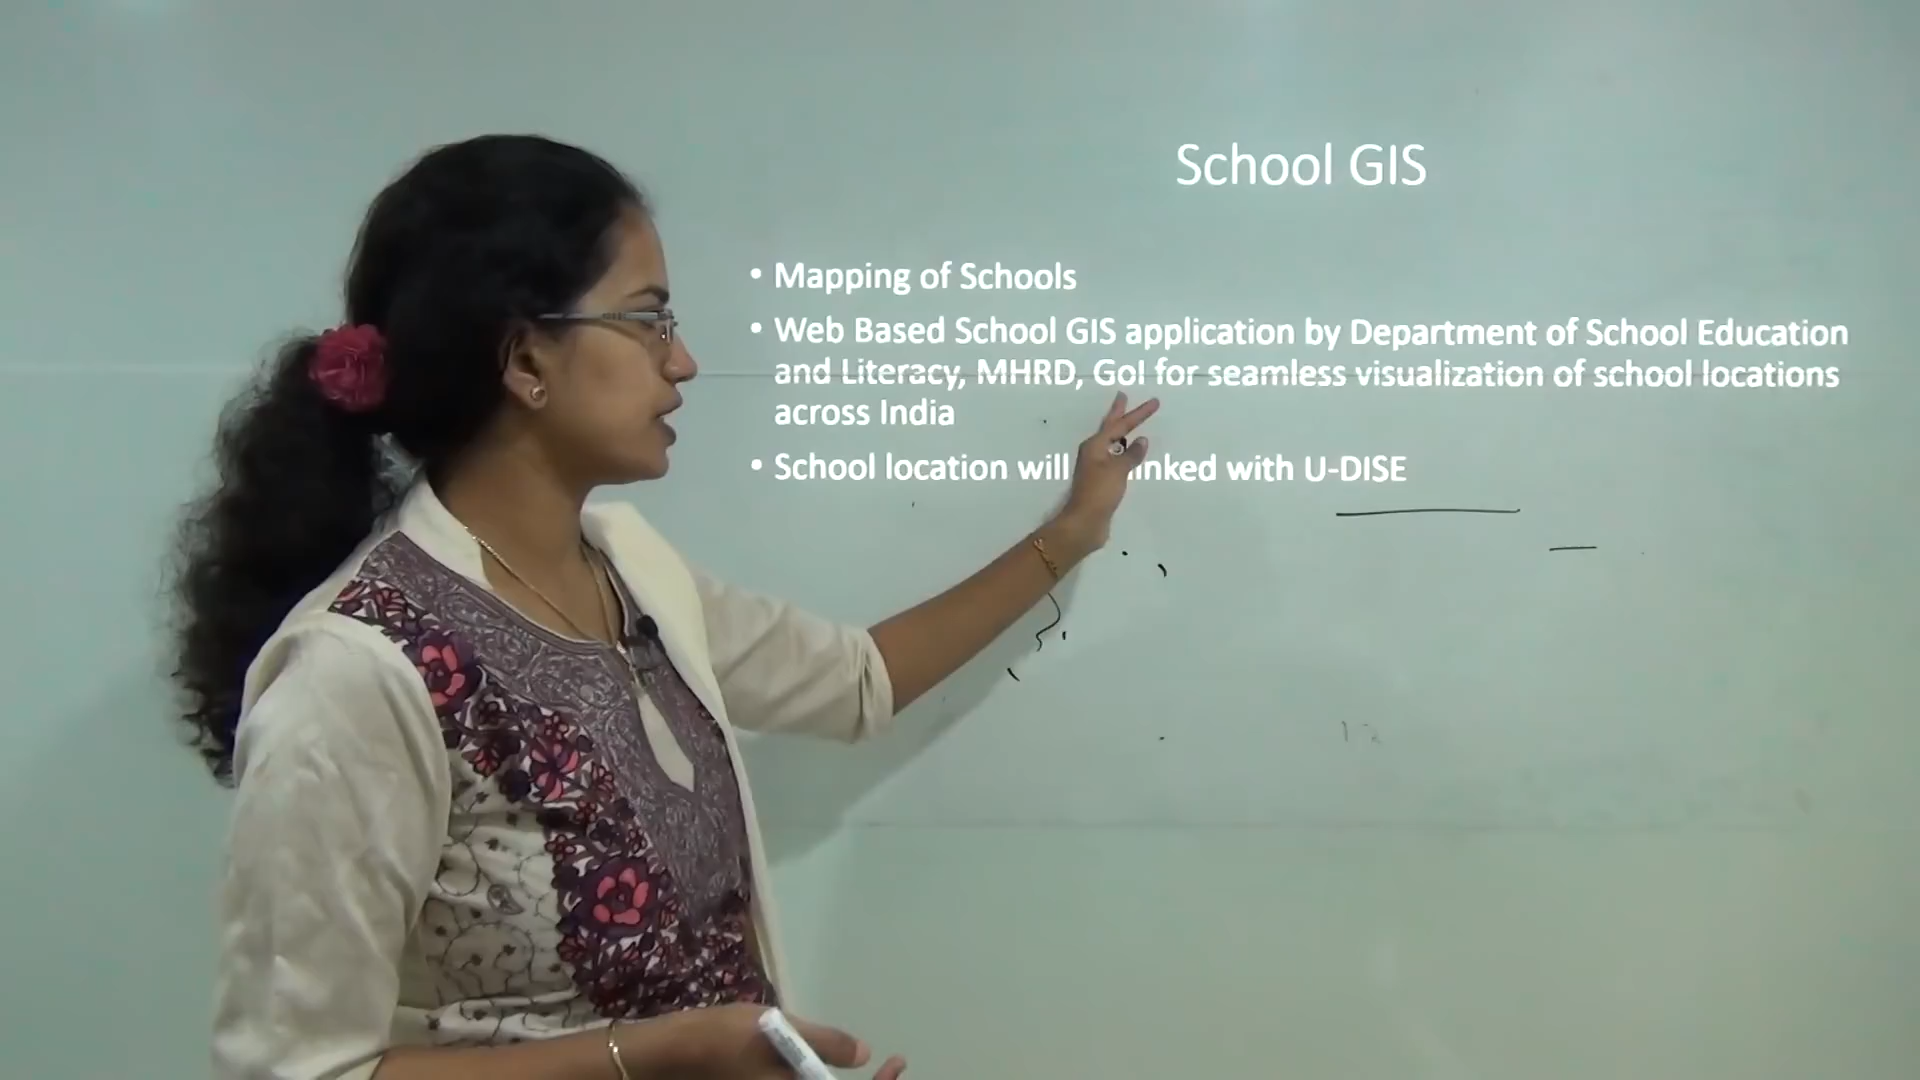 School GIS
• Mapping of Schools
• Web Based School GIS application by Department of School Education
and Literacy, MHRD, GoI for seamless visualization of school locations
across India
• School location will inked with U-DISE